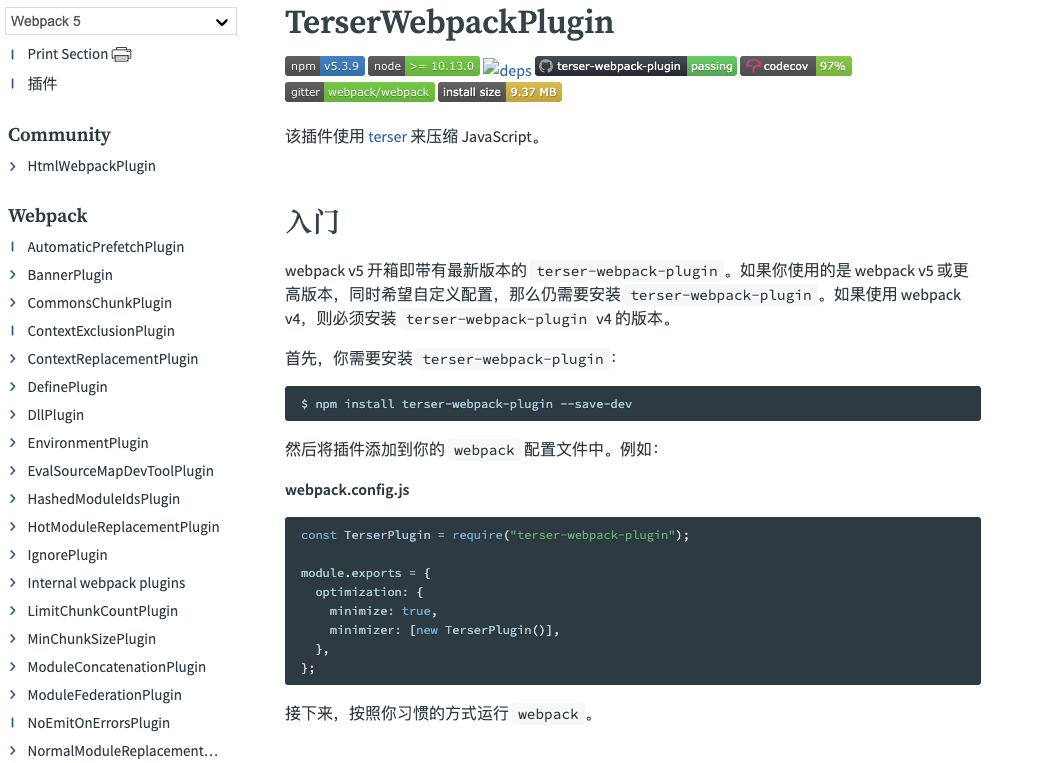 Webpack 5
Print Section
插件
Community
HtmlWebpackPlugin
Webpack
AutomaticPrefetchPlugin
BannerPlugin
CommonsChunkPlugin
ContextExclusionPlugin
ContextReplacementPlugin
DefinePlugin
DllPlugin
EnvironmentPlugin
EvalSourceMapDevToolPlugin
HashedModuleIdsPlugin
HotModuleReplacementPlugin
IgnorePlugin
Internal webpack plugins
LimitChunkCountPlugin
MinChunkSizePlugin
ModuleConcatenationPlugin
ModuleFederationPlugin
NoEmitOnErrorsPlugin
NormalModuleReplacement…
TerserWebpackPlugin
npm v5.3.9 node >= 10.13.0 deps terser-webpack-plugin passing codecov 97%
gitter webpack/webpack install size 9.37 MB
该插件使用 terser 来压缩 JavaScript。
入门
webpack v5 开箱即带有最新版本的 terser-webpack-plugin 。如果你使用的是 webpack v5 或更
高版本，同时希望自定义配置，那么仍需要安装 terser-webpack-plugin 。如果使用 webpack
v4，则必须安装 terser-webpack-plugin v4 的版本。
首先，你需要安装 terser-webpack-plugin ：
$ npm install terser-webpack-plugin --save-dev
然后将插件添加到你的 webpack 配置文件中。例如：
webpack.config.js
const TerserPlugin = require("terser-webpack-plugin");
module.exports = {
  optimization: {
    minimize: true,
    minimizer: [new TerserPlugin()],
  },
};
接下来，按照你习惯的方式运行 webpack 。